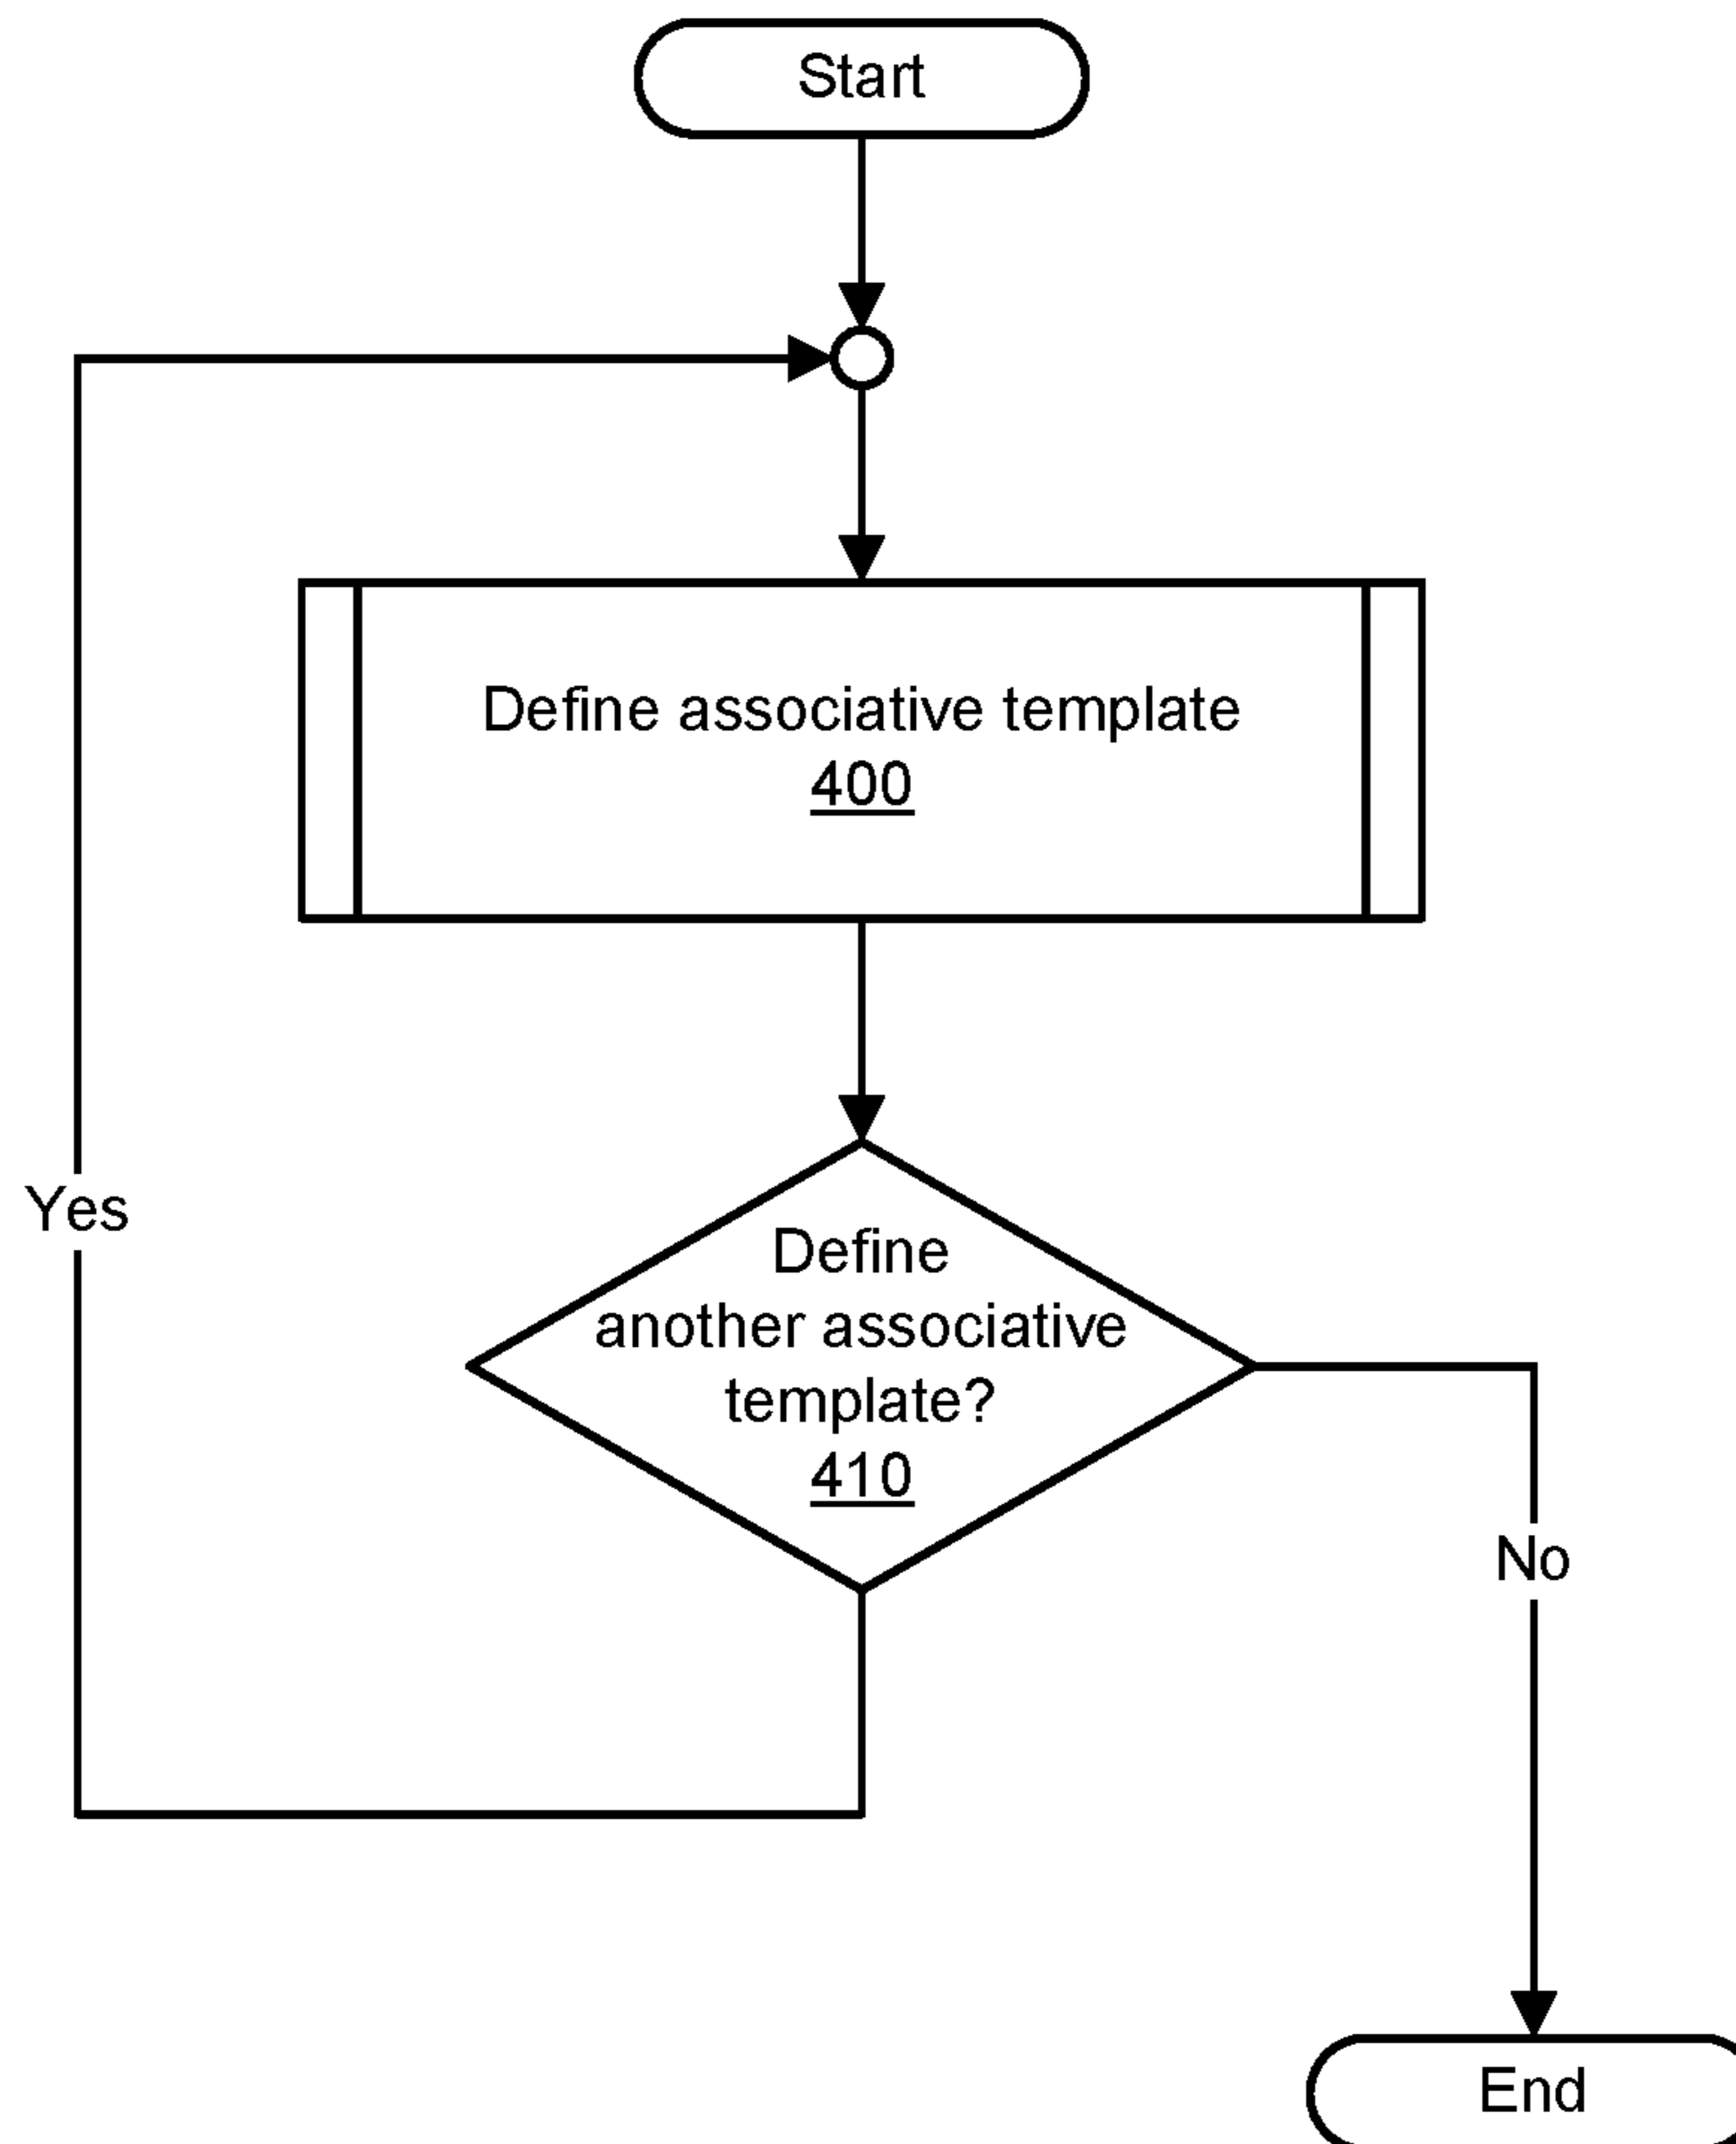 Start
Define associative template
400
Define
another associative
template?
410
Yes
No
End